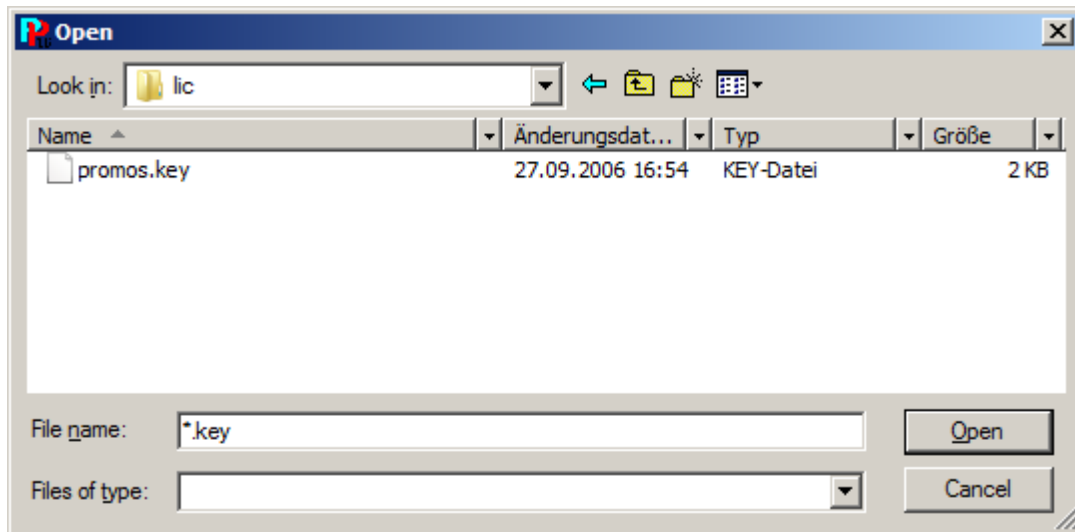 Open
Look in: lic
Name Änderungsdat... Typ Größe
promos.key 27.09.2006 16:54 KEY-Datei 2 KB
File name: *.key Open
Files of type: Cancel